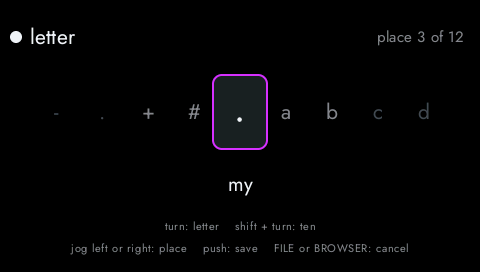 letter
place 3 of 12
- . + # · a b c d
my
turn: letter shift + turn: ten
jog left or right: place push: save FILE or BROWSER: cancel